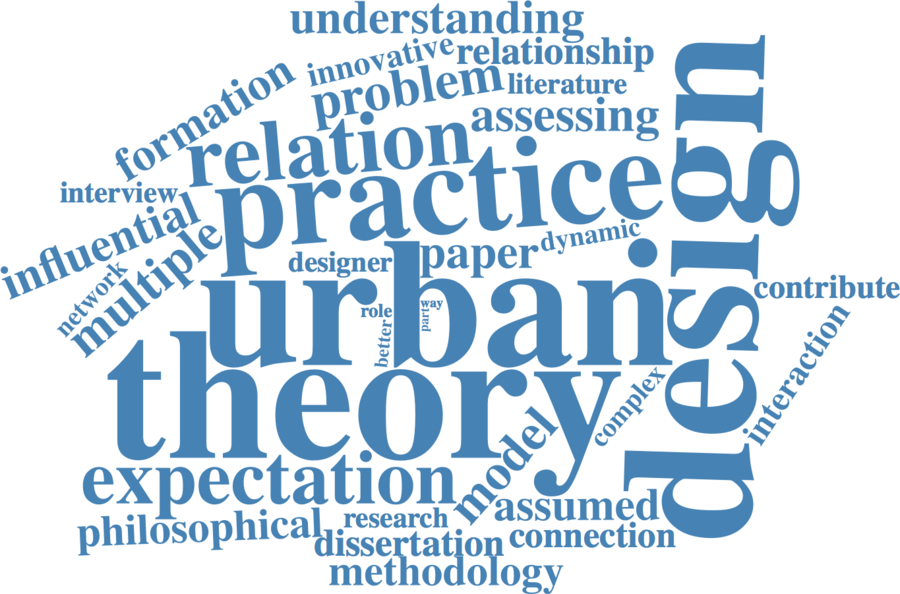 understanding
innovative
relationship
formation
problem
literature
relation
assessing
design
practice
interview
influential
multiple
network
designer
paper
dynamic
urban
role
way
part
better
contribute
interaction
theory
complex
expectation
model
assumed
philosophical
research
dissertation
connection
methodology